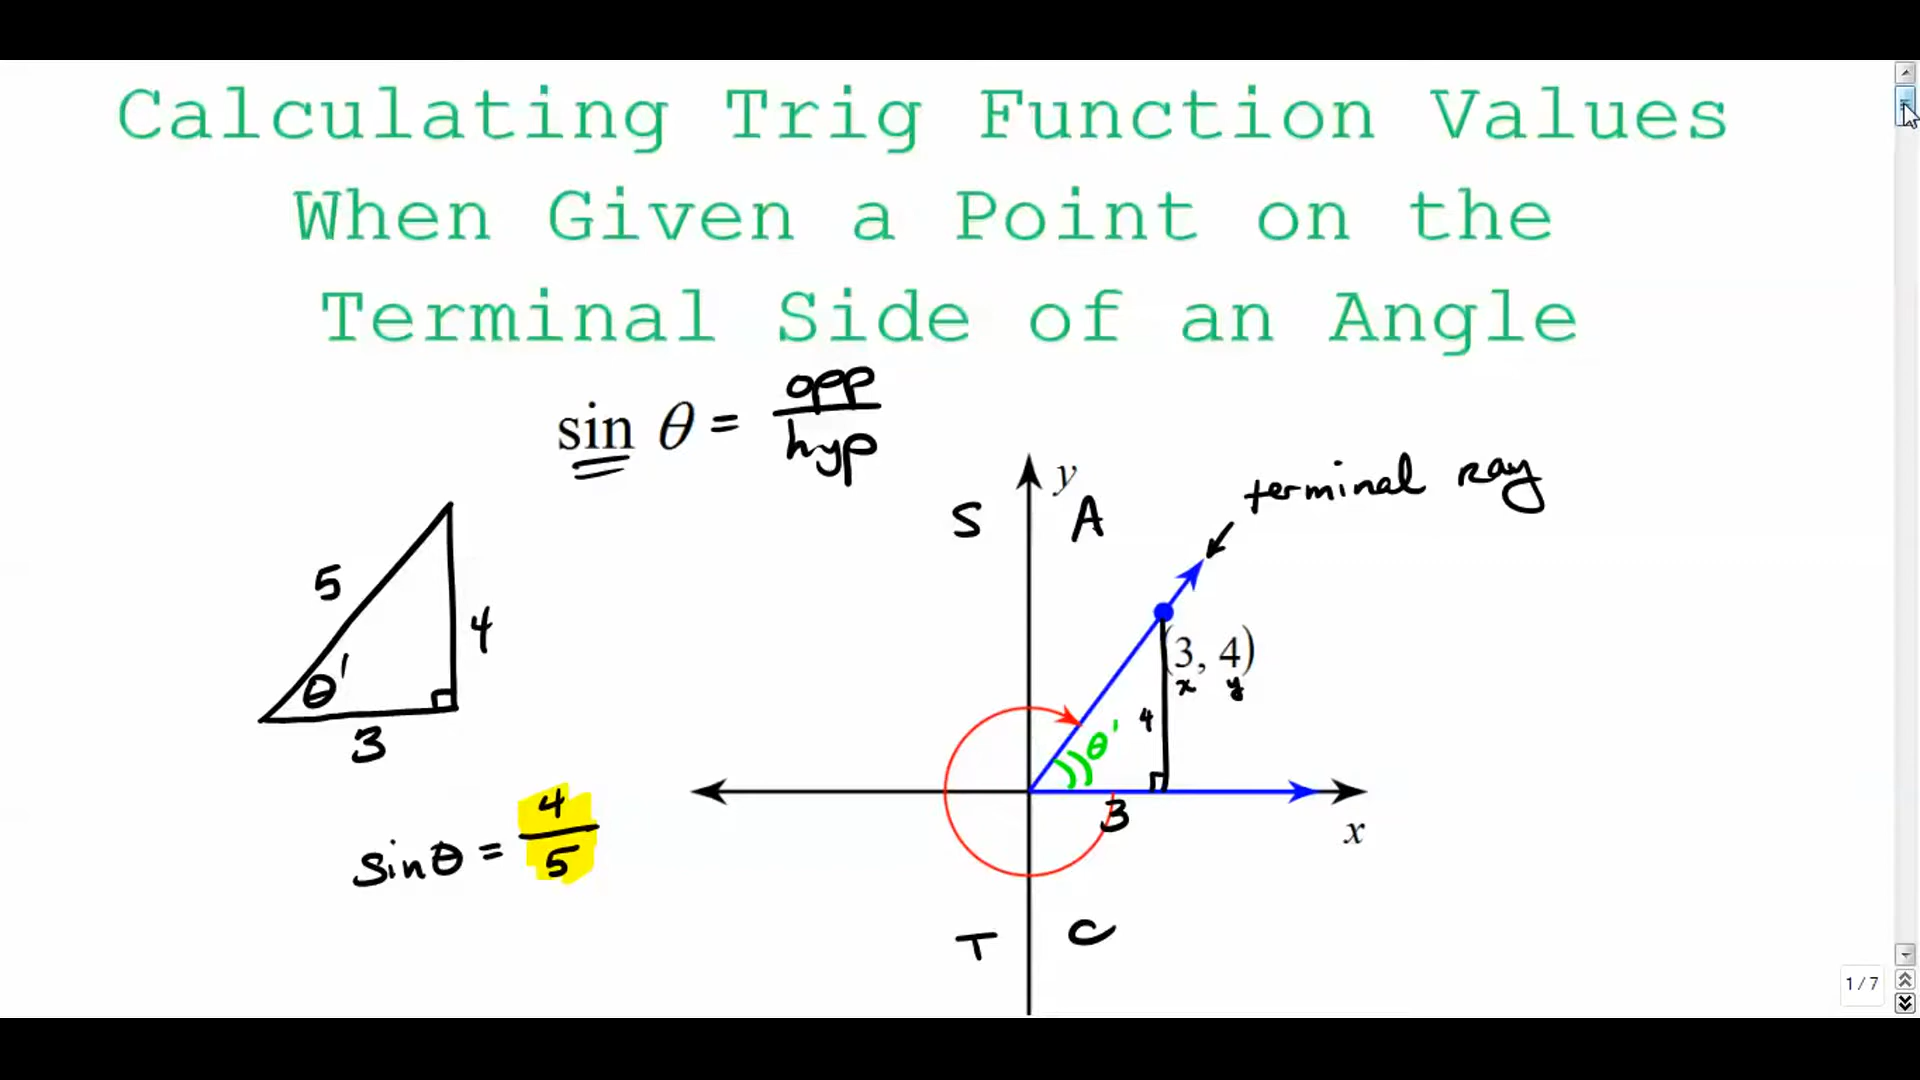 Calculating Trig Function Values
When Given a Point on the
Terminal Side of an Angle
sin θ = opp/hyp
y
terminal ray
S A
5
4
(3, 4)
x y
θ'
4
θ'
3
3
x
sin θ = 4/5
T C
1 / 7